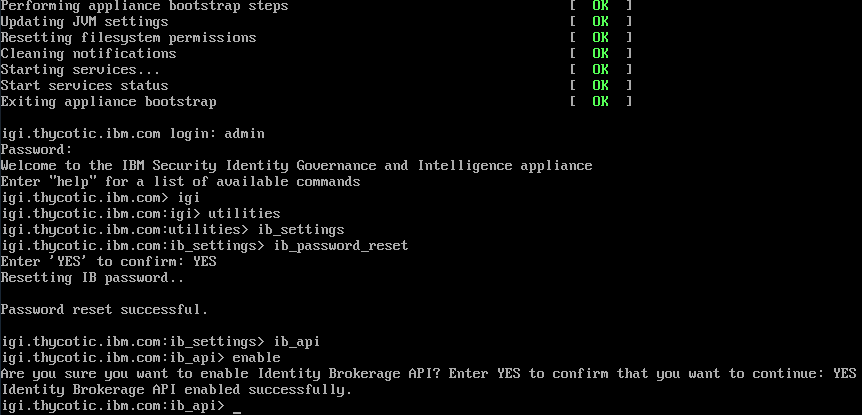 Performing appliance bootstrap steps [ OK ]
Updating JVM settings [ OK ]
Resetting filesystem permissions [ OK ]
Cleaning notifications [ OK ]
Starting services... [ OK ]
Start services status [ OK ]
Exiting appliance bootstrap [ OK ]
igi.thycotic.ibm.com login: admin
Password:
Welcome to the IBM Security Identity Governance and Intelligence appliance
Enter "help" for a list of available commands
igi.thycotic.ibm.com> igi
igi.thycotic.ibm.com:igi> utilities
igi.thycotic.ibm.com:utilities> ib_settings
igi.thycotic.ibm.com:ib_settings> ib_password_reset
Enter 'YES' to confirm: YES
Resetting IB password..
Password reset successful.
igi.thycotic.ibm.com:ib_settings> ib_api
igi.thycotic.ibm.com:ib_api> enable
Are you sure you want to enable Identity Brokerage API? Enter YES to confirm that you want to continue: YES
Identity Brokerage API enabled successfully.
igi.thycotic.ibm.com:ib_api> _